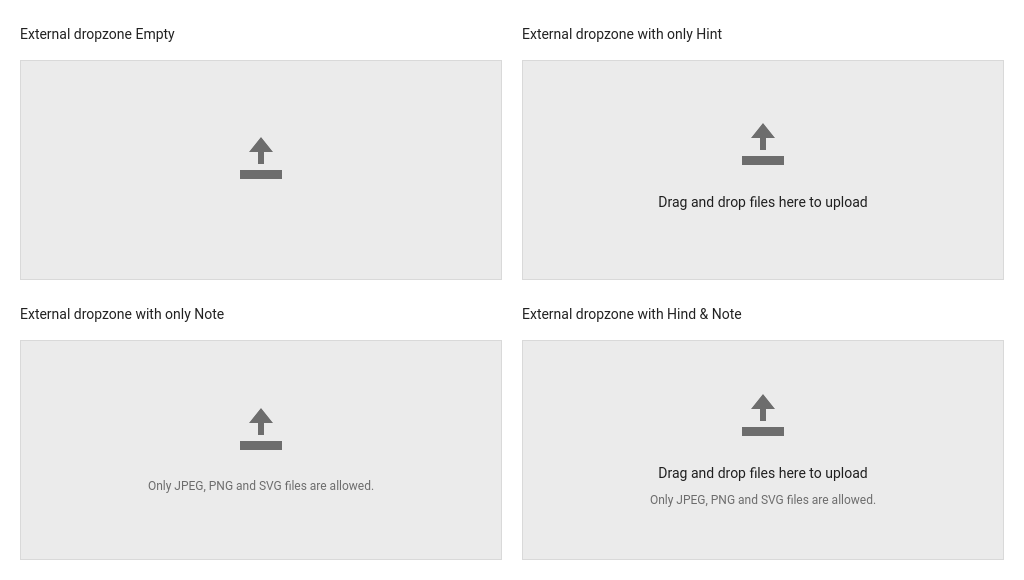 External dropzone Empty
External dropzone with only Hint
Drag and drop files here to upload
External dropzone with only Note
External dropzone with Hind & Note
Only JPEG, PNG and SVG files are allowed.
Drag and drop files here to upload
Only JPEG, PNG and SVG files are allowed.